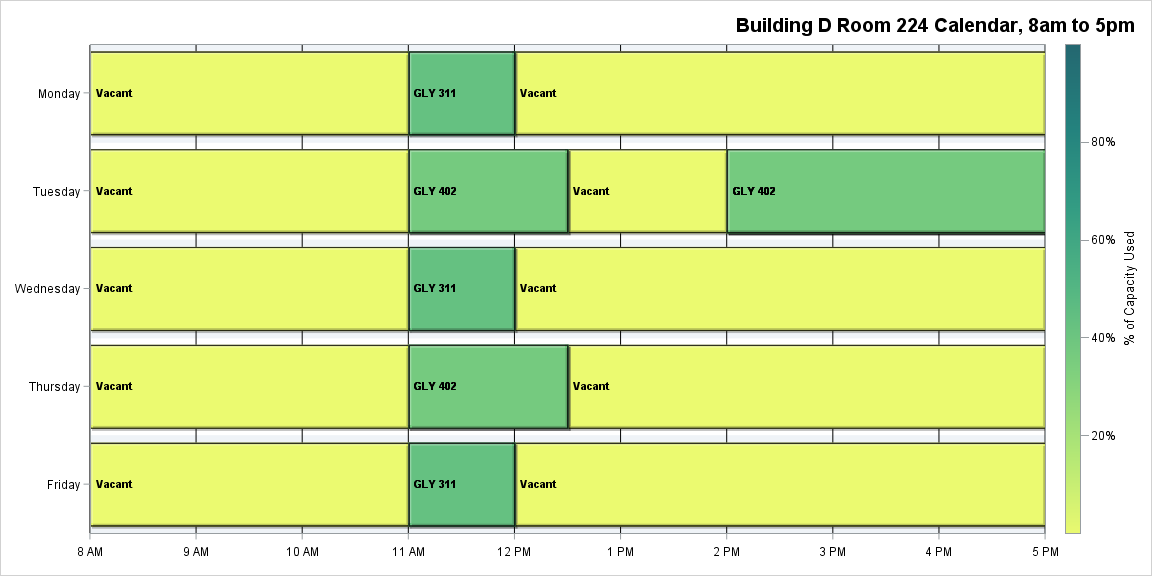 Building D Room 224 Calendar, 8am to 5pm
Monday
Vacant
GLY 311
Vacant
Tuesday
Vacant
GLY 402
Vacant
GLY 402
Wednesday
Vacant
GLY 311
Vacant
Thursday
Vacant
GLY 402
Vacant
Friday
Vacant
GLY 311
Vacant
8 AM
9 AM
10 AM
11 AM
12 PM
1 PM
2 PM
3 PM
4 PM
5 PM
80%
60%
40%
20%
% of Capacity Used